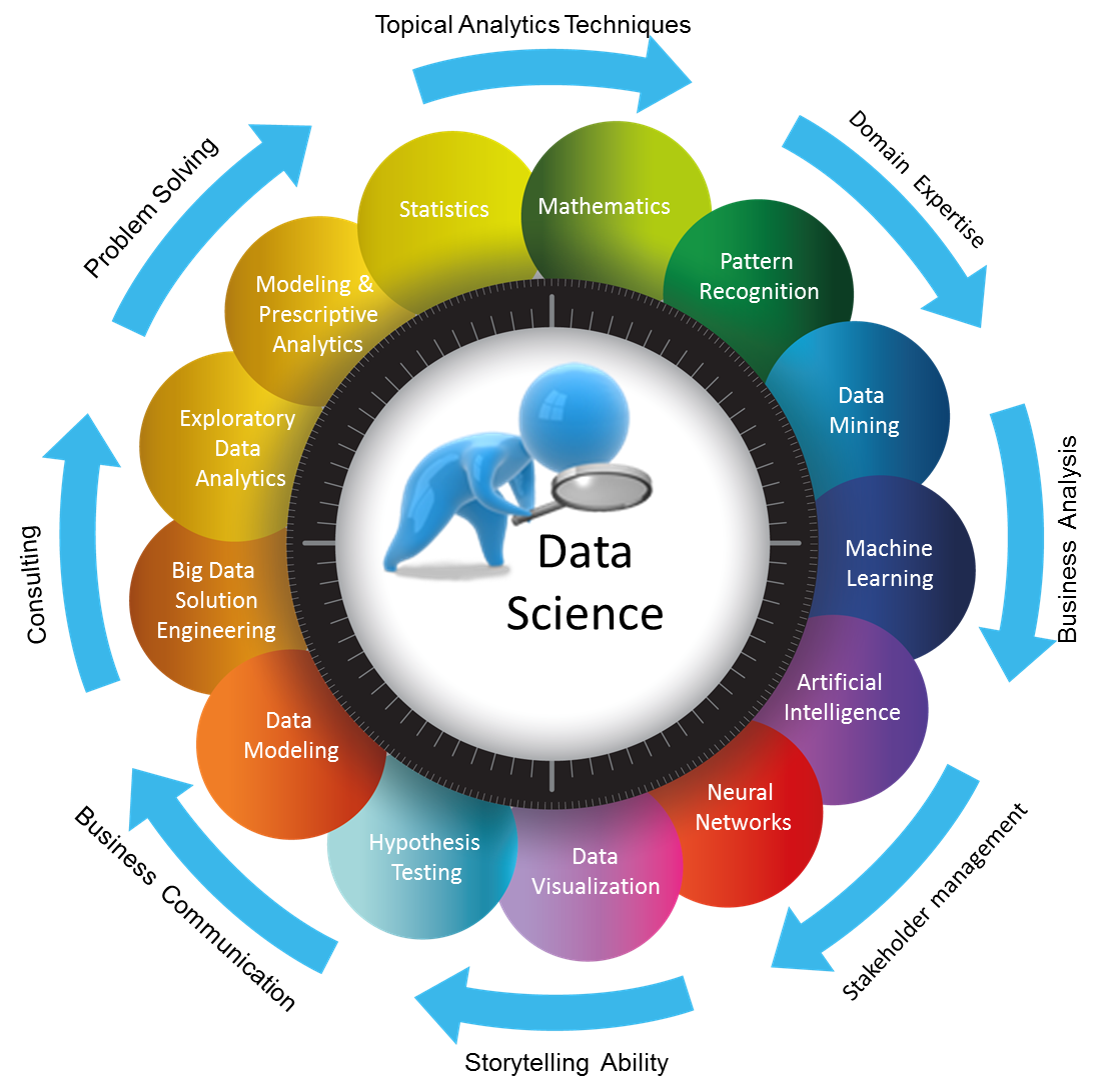 Topical Analytics Techniques
Domain Expertise
Business Analysis
Stakeholder management
Storytelling Ability
Business Communication
Consulting
Problem Solving
Statistics
Mathematics
Pattern
Recognition
Data
Mining
Machine
Learning
Artificial
Intelligence
Neural
Networks
Data
Visualization
Hypothesis
Testing
Data
Modeling
Big Data
Solution
Engineering
Exploratory
Data
Analytics
Modeling &
Prescriptive
Analytics
Data
Science